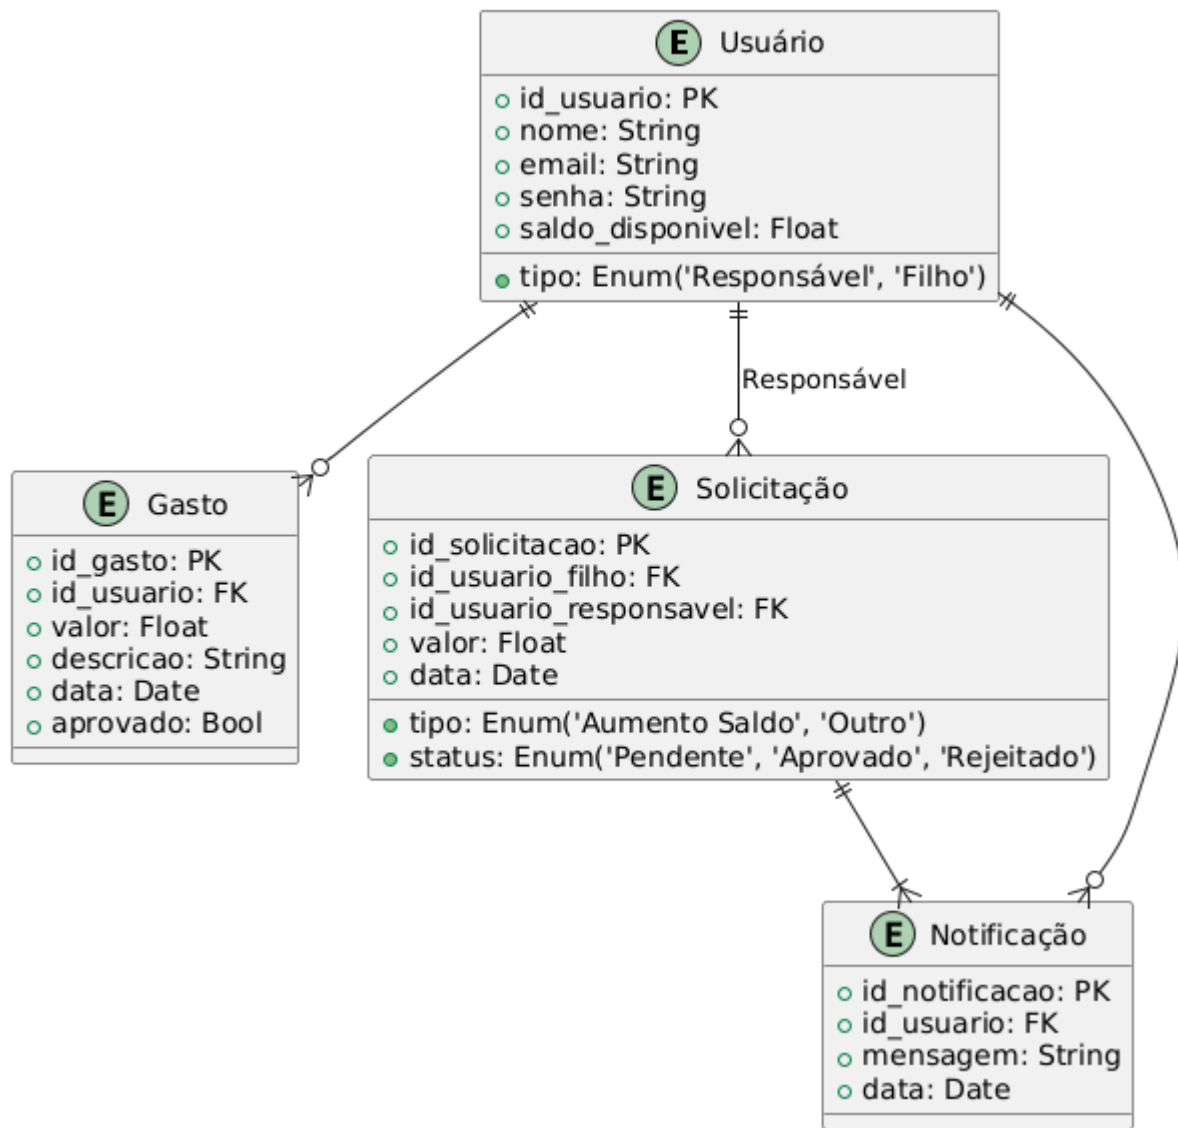 E Usuário
id_usuario: PK
nome: String
email: String
senha: String
saldo_disponivel: Float
tipo: Enum('Responsável', 'Filho')
Responsável
E Gasto
id_gasto: PK
id_usuario: FK
valor: Float
descricao: String
data: Date
aprovado: Bool
E Solicitação
id_solicitacao: PK
id_usuario_filho: FK
id_usuario_responsavel: FK
valor: Float
data: Date
tipo: Enum('Aumento Saldo', 'Outro')
status: Enum('Pendente', 'Aprovado', 'Rejeitado')
E Notificação
id_notificacao: PK
id_usuario: FK
mensagem: String
data: Date